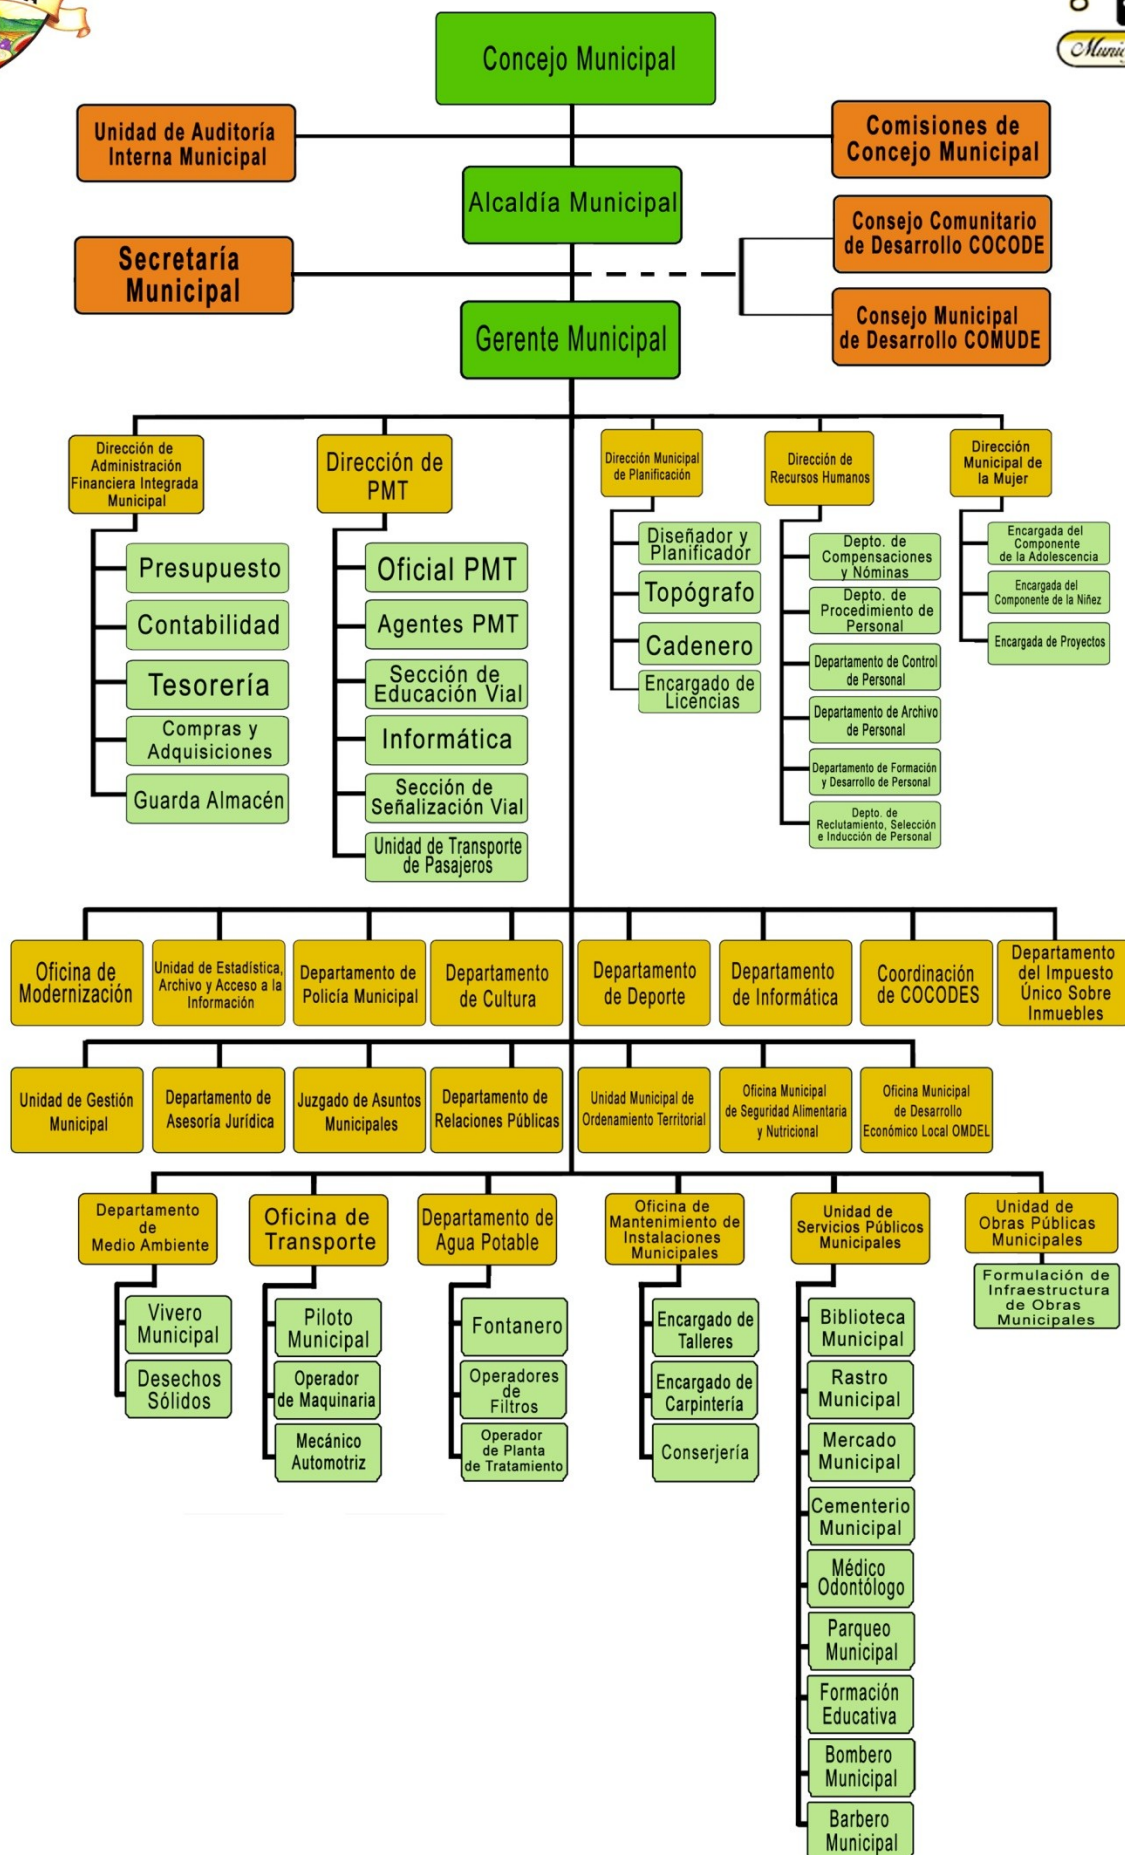 Munic
Concejo Municipal
Unidad de Auditoría
Interna Municipal
Comisiones de
Concejo Municipal
Alcaldía Municipal
Consejo Comunitario
de Desarrollo COCODE
Secretaría
Municipal
Consejo Municipal
de Desarrollo COMUDE
Gerente Municipal
Dirección de
Administración
Financiera Integrada
Municipal
Presupuesto
Contabilidad
Tesorería
Compras y
Adquisiciones
Guarda Almacén
Dirección de
PMT
Oficial PMT
Agentes PMT
Sección de
Educación Vial
Informática
Sección de
Señalización Vial
Unidad de Transporte
de Pasajeros
Dirección Municipal
de Planificación
Diseñador y
Planificador
Topógrafo
Cadenero
Encargado de
Licencias
Dirección de
Recursos Humanos
Depto. de
Compensaciones
y Nóminas
Depto. de
Procedimiento de
Personal
Departamento de Control
de Personal
Departamento de Archivo
de Personal
Departamento de Formación
y Desarrollo de Personal
Depto. de
Reclutamiento, Selección
e Inducción de Personal
Dirección
Municipal de
la Mujer
Encargada del
Componente
de la Adolescencia
Encargada del
Componente de la Niñez
Encargada de Proyectos
Oficina de
Modernización
Unidad de Estadística,
Archivo y Acceso a la
Información
Departamento de
Policía Municipal
Departamento
de Cultura
Departamento
de Deporte
Departamento
de Informática
Coordinación
de COCODES
Departamento
del Impuesto
Único Sobre
Inmuebles
Unidad de Gestión
Municipal
Departamento de
Asesoría Jurídica
Juzgado de Asuntos
Municipales
Departamento de
Relaciones Públicas
Unidad Municipal de
Ordenamiento Territorial
Oficina Municipal
de Seguridad Alimentaria
y Nutricional
Oficina Municipal
de Desarrollo
Económico Local OMDEL
Departamento
de
Medio Ambiente
Vivero
Municipal
Desechos
Sólidos
Oficina de
Transporte
Piloto
Municipal
Operador
de Maquinaria
Mecánico
Automotriz
Departamento de
Agua Potable
Fontanero
Operadores
de
Filtros
Operador
de Planta
de Tratamiento
Oficina de
Mantenimiento de
Instalaciones
Municipales
Encargado de
Talleres
Encargado de
Carpintería
Conserjería
Unidad de
Servicios Públicos
Municipales
Biblioteca
Municipal
Rastro
Municipal
Mercado
Municipal
Cementerio
Municipal
Médico
Odontólogo
Parqueo
Municipal
Formación
Educativa
Bombero
Municipal
Barbero
Municipal
Unidad de
Obras Públicas
Municipales
Formulación de
Infraestructura
de Obras
Municipales